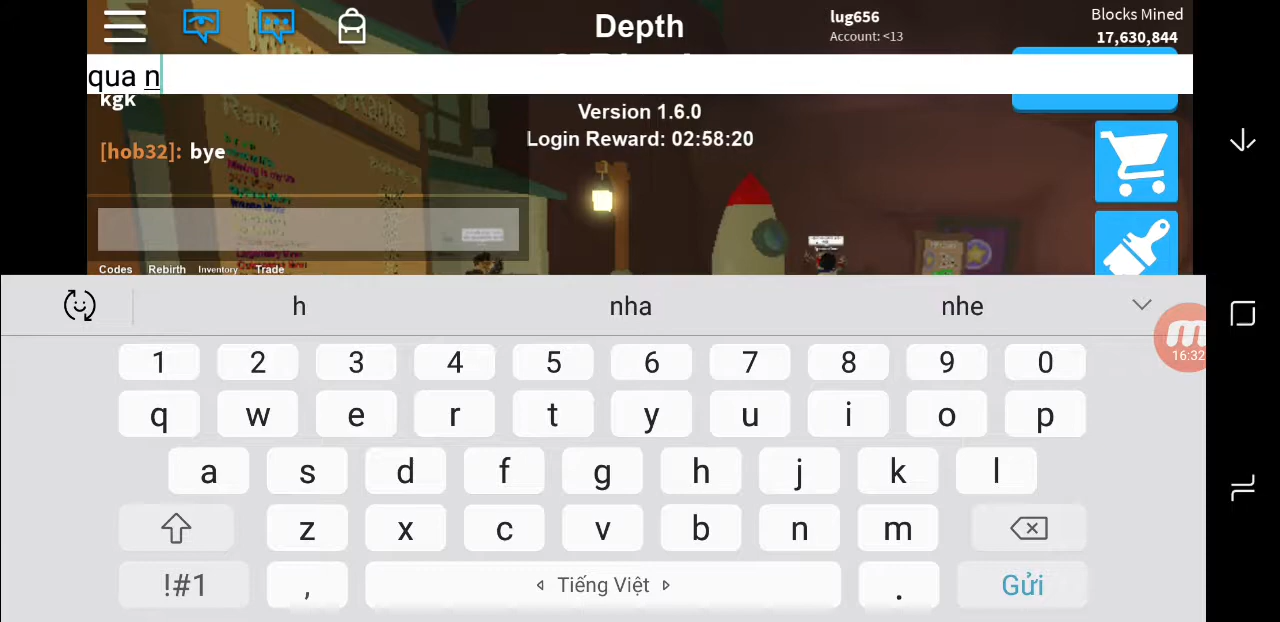 Depth
lug656
Account: <13
Blocks Mined
17,630,844
qua n
kgk
Version 1.6.0
Login Reward: 02:58:20
[hob32]: bye
Rank
Codes Rebirth Inventory Trade
h nha nhe
16:32
1 2 3 4 5 6 7 8 9 0
q w e r t y u i o p
a s d f g h j k l
z x c v b n m
!#1 , Tiếng Việt . Gửi